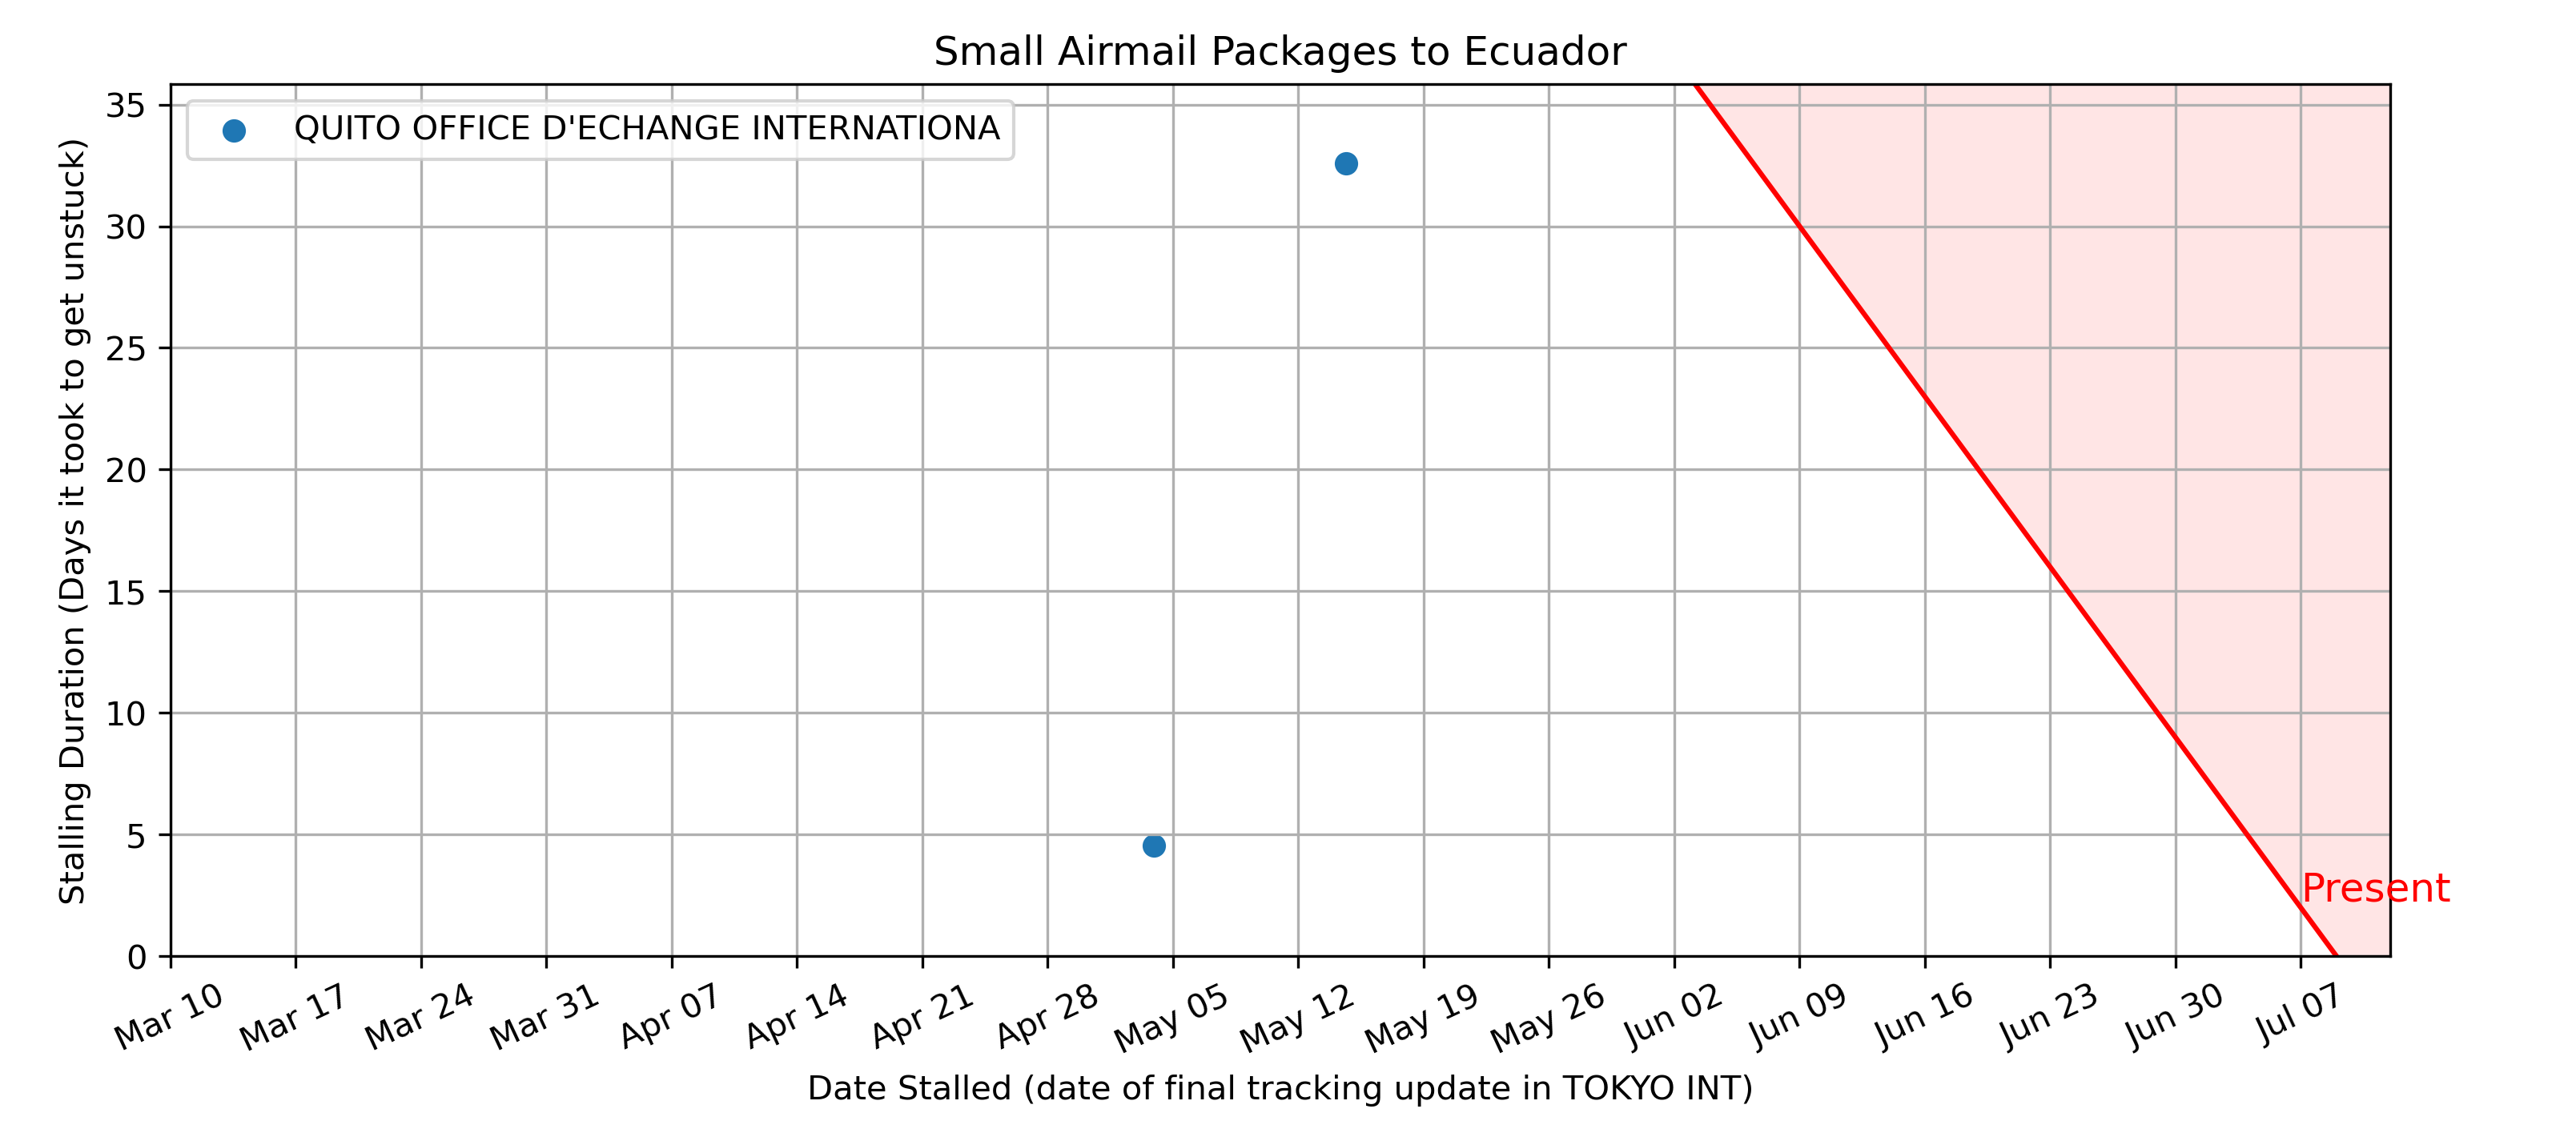 Small Airmail Packages to Ecuador
QUITO OFFICE D'ECHANGE INTERNATIONA
Stalling Duration (Days it took to get unstuck)
35
30
25
20
15
10
5
0
Present
Mar 10
Mar 17
Mar 24
Mar 31
Apr 07
Apr 14
Apr 21
Apr 28
May 05
May 12
May 19
May 26
Jun 02
Jun 09
Jun 16
Jun 23
Jun 30
Jul 07
Date Stalled (date of final tracking update in TOKYO INT)